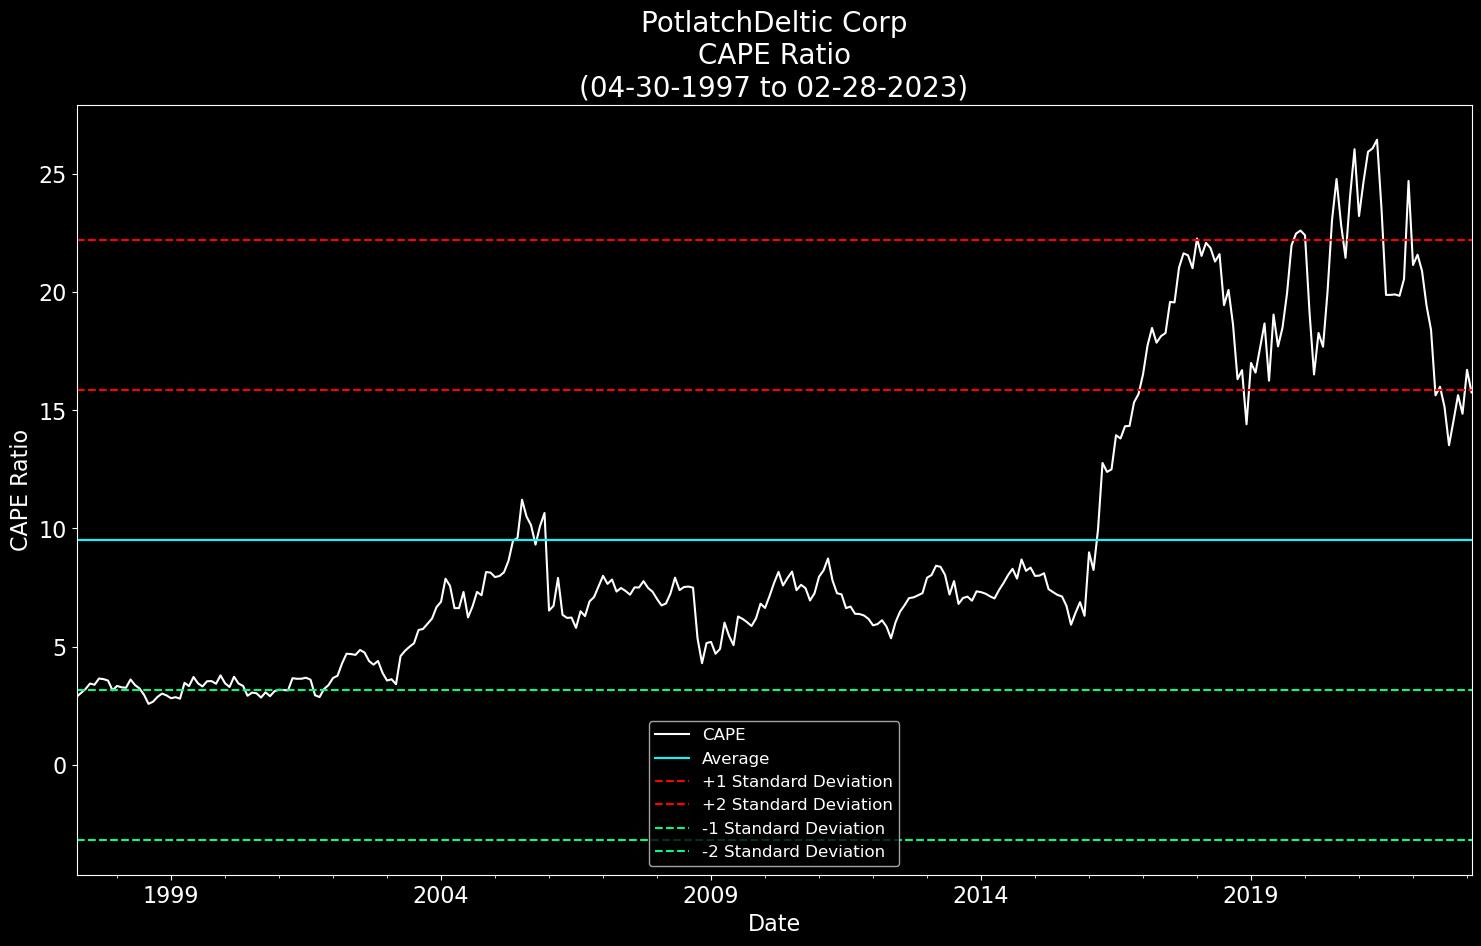 PotlatchDeltic Corp
CAPE Ratio
(04-30-1997 to 02-28-2023)
25
20
15
10
5
0
CAPE Ratio
CAPE
Average
+1 Standard Deviation
+2 Standard Deviation
-1 Standard Deviation
-2 Standard Deviation
1999 2004 2009 2014 2019
Date